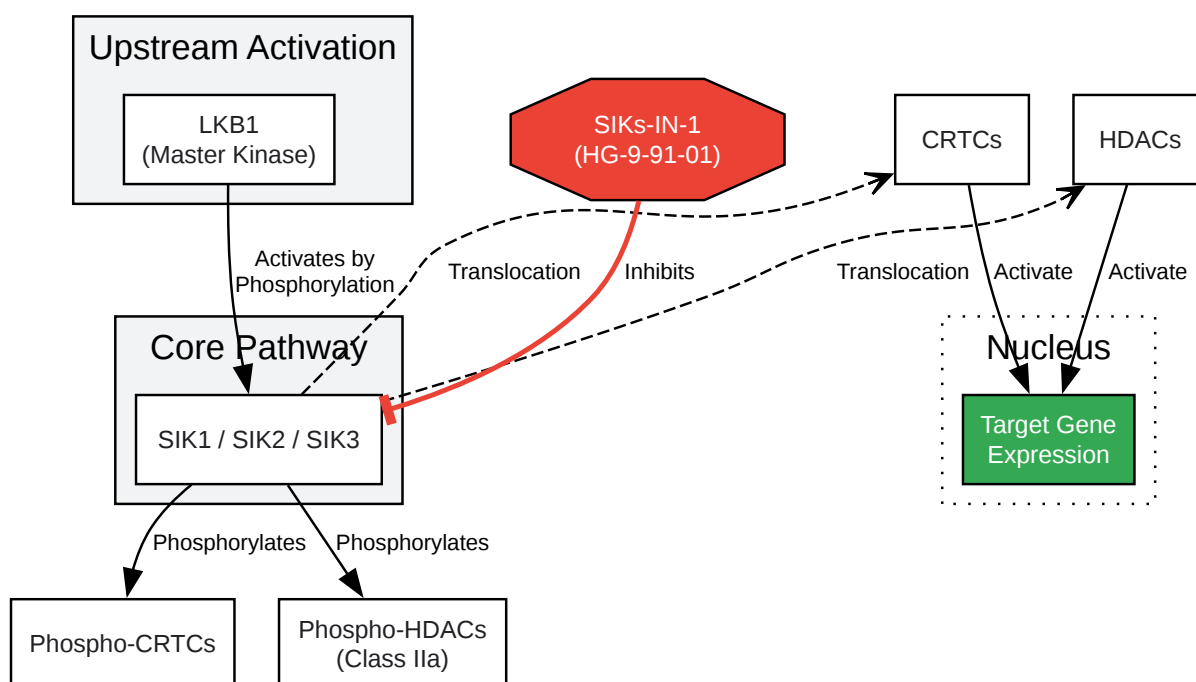 Upstream Activation
LKB1
(Master Kinase)
SIKs-IN-1
(HG-9-91-01)
CRTCs
HDACs
Activates by
Phosphorylation
Translocation
Inhibits
Translocation
Activate
Activate
Core Pathway
SIK1 / SIK2 / SIK3
Nucleus
Target Gene
Expression
Phosphorylates
Phosphorylates
Phospho-CRTCs
Phospho-HDACs
(Class IIa)